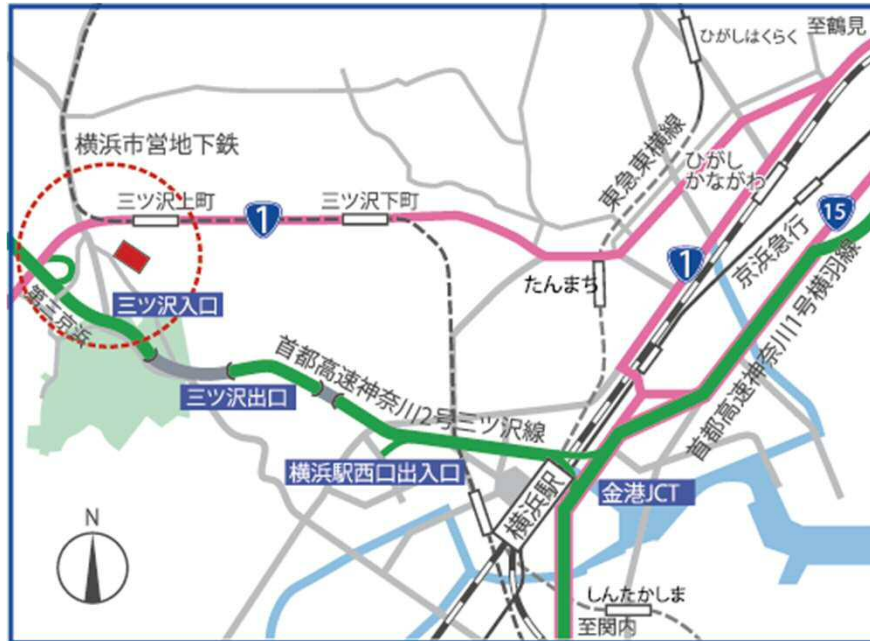 ひがしはくらく
至鶴見
横浜市営地下鉄
東急東横線
ひがし
かながわ
三ツ沢上町
1
三ツ沢下町
15
1
京浜急行
たんまち
三ツ沢入口
第三京浜
首都高速神奈川1号横羽線
首都高速神奈川2号三ツ沢線
三ツ沢出口
横浜駅西口出入口
横浜駅
金港JCT
N
しんたかしま
至関内